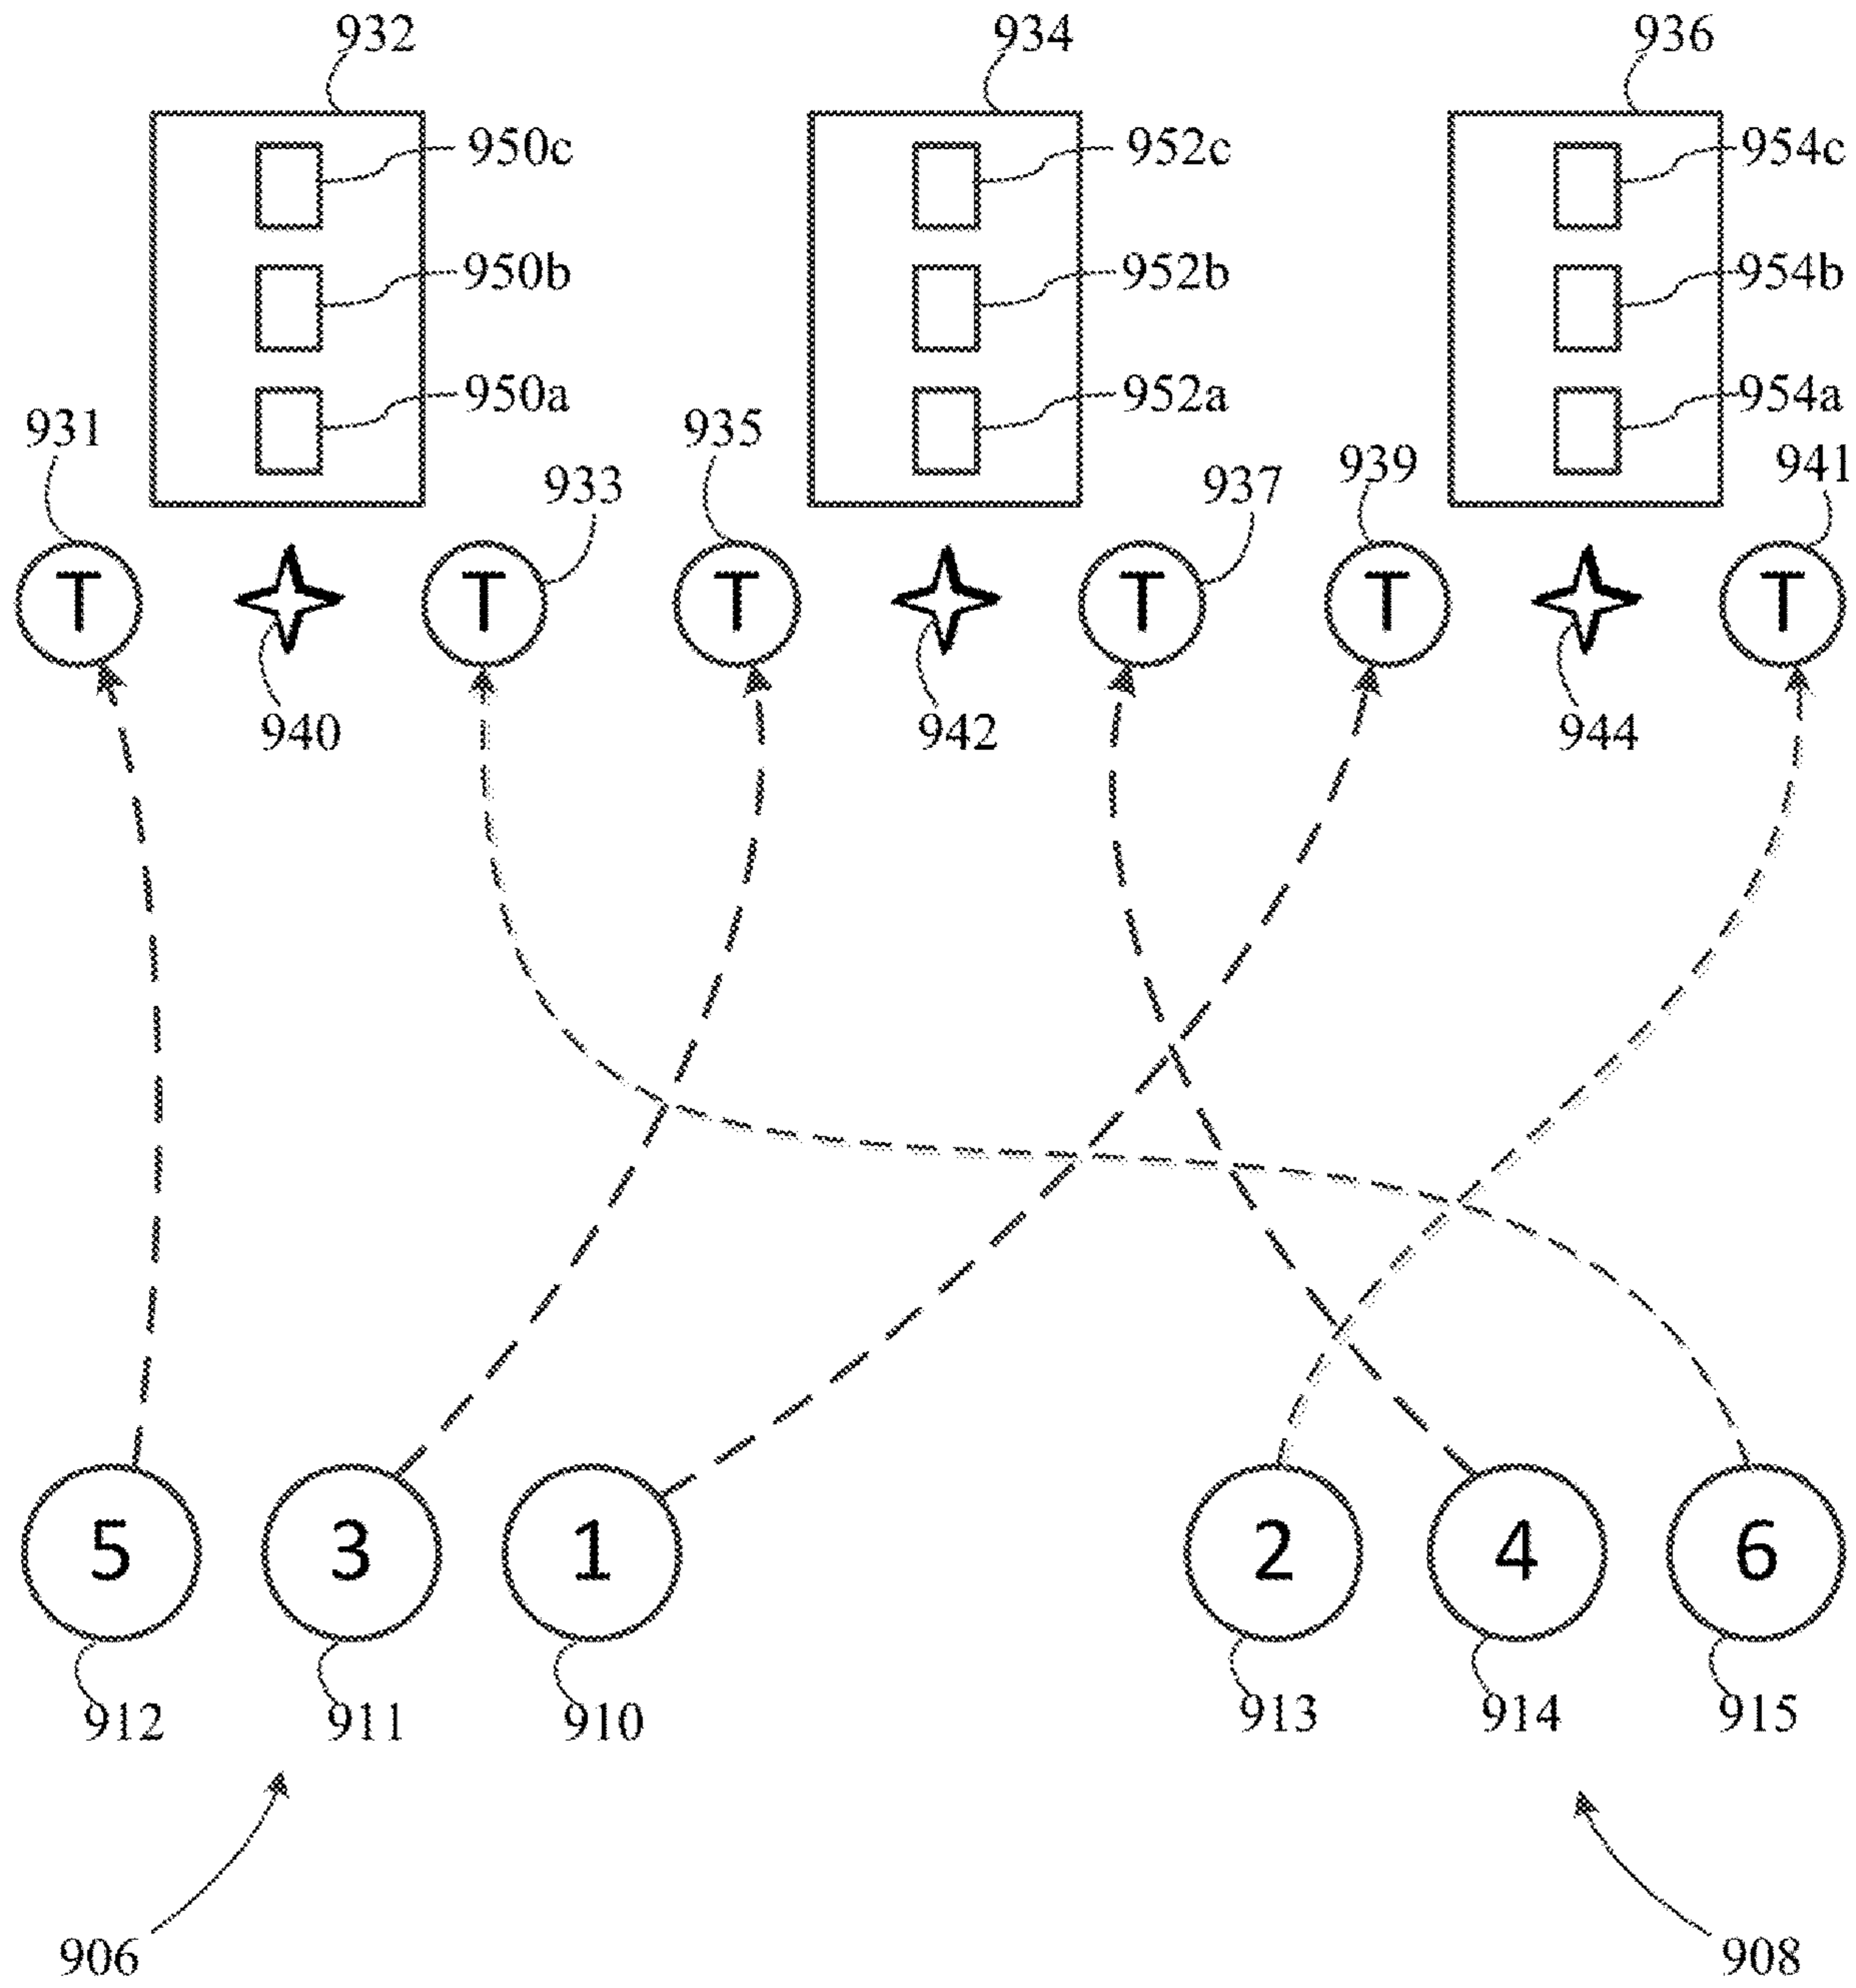 932 934 936
950c 952c 954c
950b 952b 954b
950a 952a 954a
931 935
933 937 939 941
T T T T T T
940 942 944
5 3 1 2 4 6
912 911 910 913 914 915
906 908